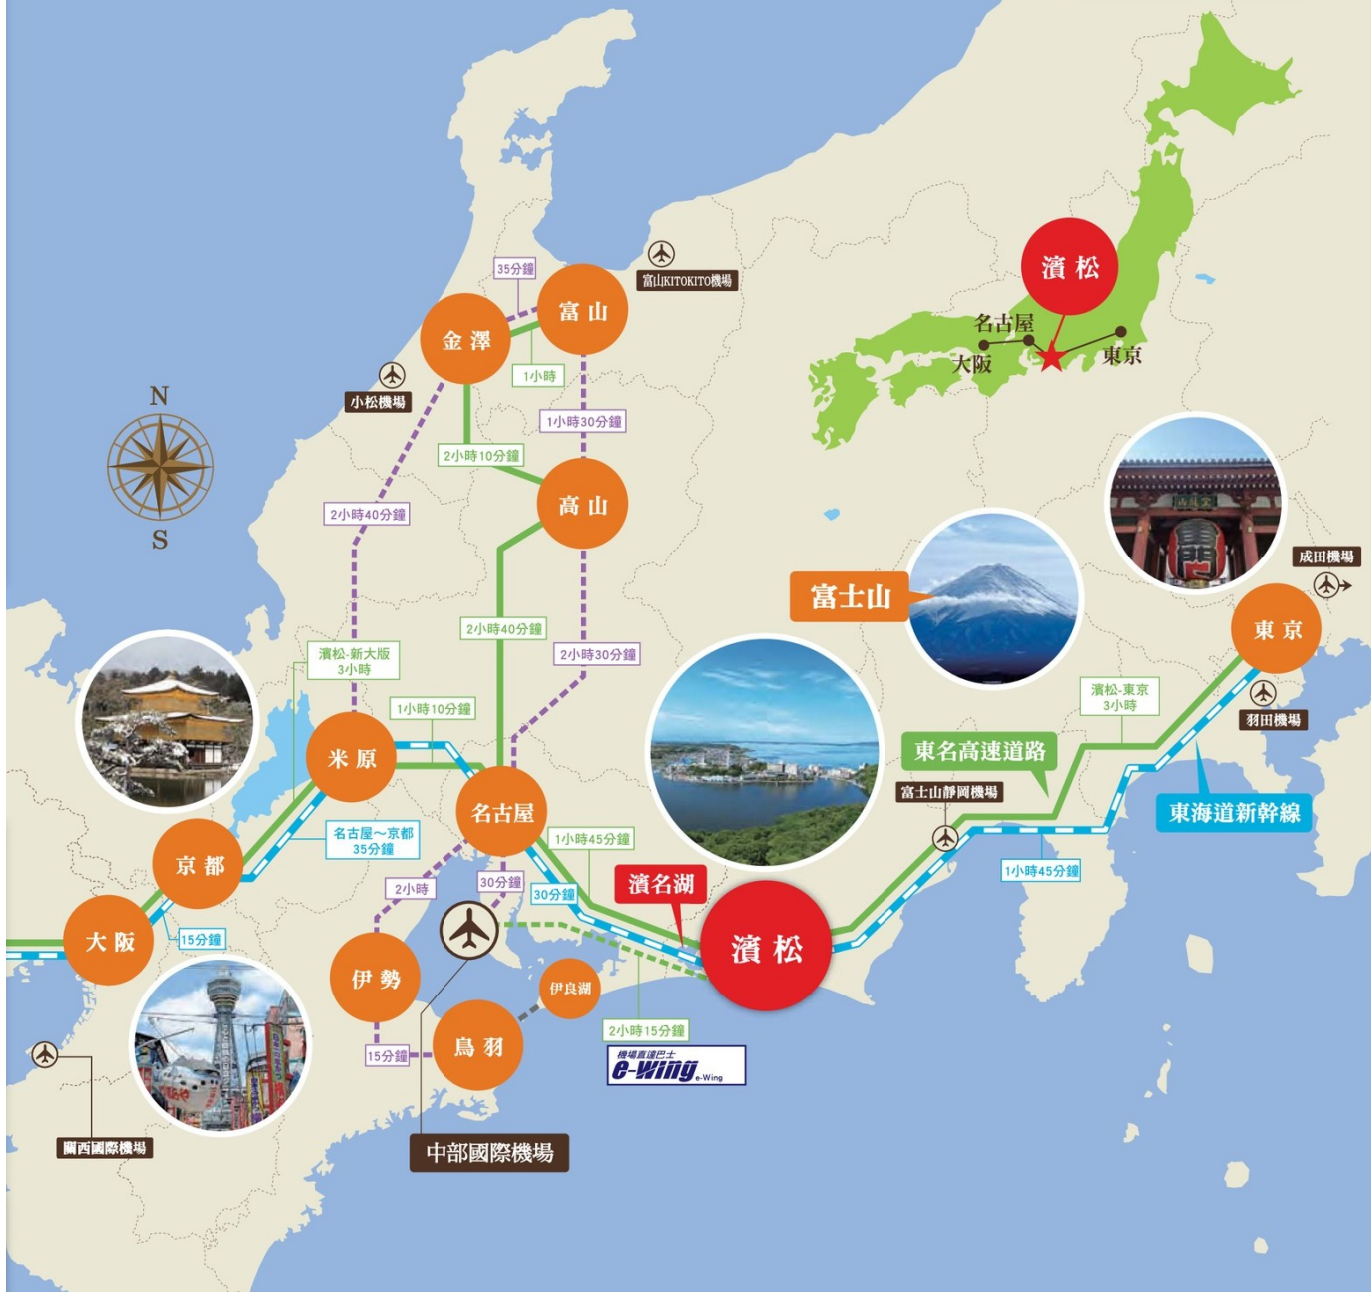 35分鐘
富山
富山KITOKITO機場
濱松
金澤
1小時
名古屋
大阪
東京
小松機場
N
S
1小時30分鐘
2小時10分鐘
高山
2小時40分鐘
富士山
成田機場
東京
2小時40分鐘
濱松-新大版
3小時
2小時30分鐘
濱松-東京
3小時
1小時10分鐘
羽田機場
米原
東名高速道路
富士山靜岡機場
東海道新幹線
名古屋
名古屋～京都
35分鐘
1小時45分鐘
京都
2小時
30分鐘
30分鐘
濱名湖
1小時45分鐘
大阪
15分鐘
濱松
伊勢
伊良湖
2小時15分鐘
鳥羽
15分鐘
機場直達巴士
e-wing
e-Wing
關西國際機場
中部國際機場